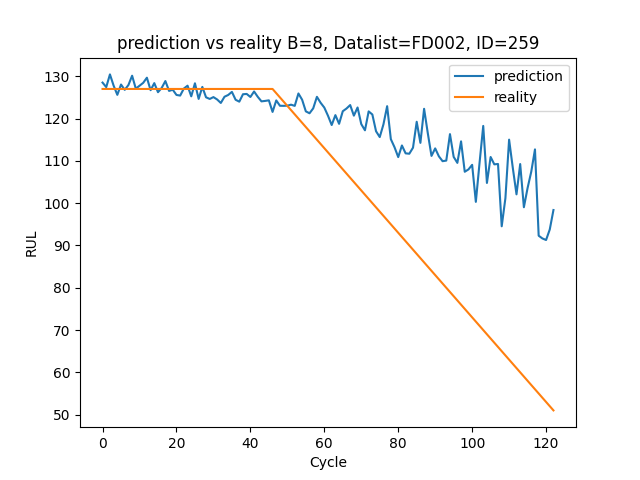 prediction vs reality B=8, Datalist=FD002, ID=259
prediction
reality
RUL
130
120
110
100
90
80
70
60
50
0 20 40 60 80 100 120
Cycle